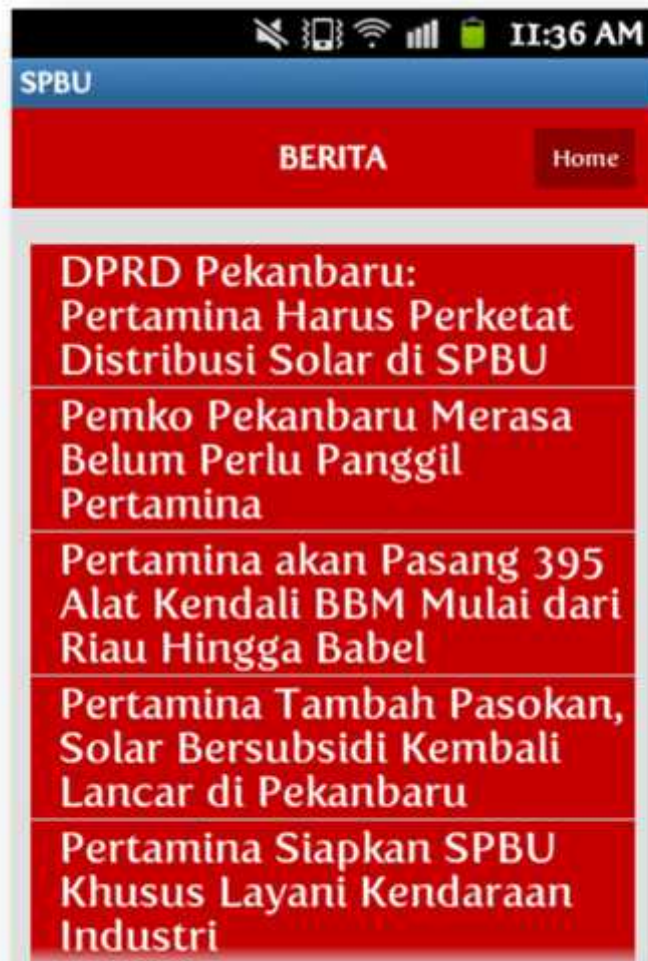 11:36 AM
SPBU
BERITA
Home
DPRD Pekanbaru:
Pertamina Harus Perketat
Distribusi Solar di SPBU
Pemko Pekanbaru Merasa
Belum Perlu Panggil
Pertamina
Pertamina akan Pasang 395
Alat Kendali BBM Mulai dari
Riau Hingga Babel
Pertamina Tambah Pasokan,
Solar Bersubsidi Kembali
Lancar di Pekanbaru
Pertamina Siapkan SPBU
Khusus Layani Kendaraan
Industri